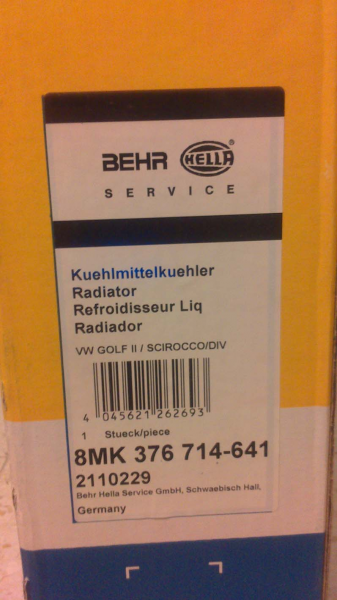 BEHR HELLA®
SERVICE
Kuehlmittelkuehler
Radiator
Refroidisseur Liq
Radiador
VW GOLF II / SCIROCCO/DIV
4 045621 262693
1 Stueck/piece
8MK 376 714-641
2110229
Behr Hella Service GmbH, Schwaebisch Hall,
Germany